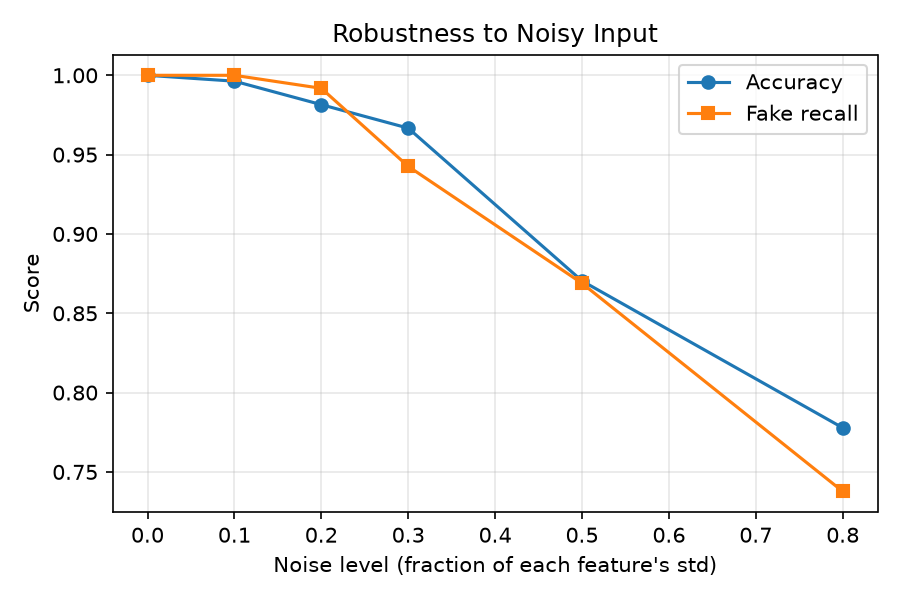 Robustness to Noisy Input
Accuracy
Fake recall
Score
1.00
0.95
0.90
0.85
0.80
0.75
0.0 0.1 0.2 0.3 0.4 0.5 0.6 0.7 0.8
Noise level (fraction of each feature's std)